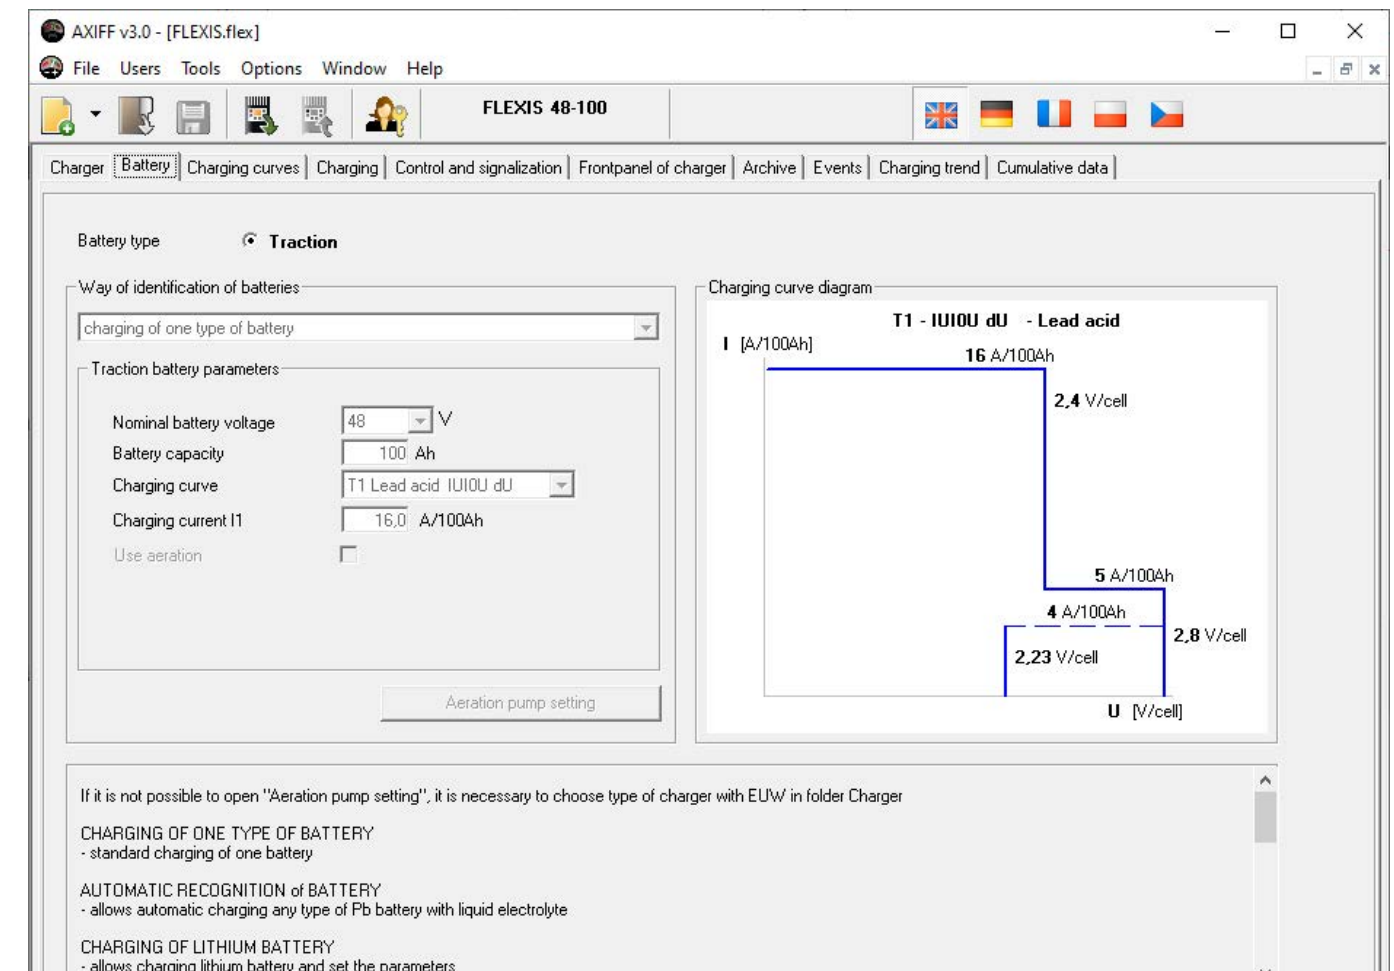 AXIFF v3.0 - [FLEXIS.flex]
File Users Tools Options Window Help
FLEXIS 48-100
Charger Battery Charging curves Charging Control and signalization Frontpanel of charger Archive Events Charging trend Cumulative data
Battery type Traction
Way of identification of batteries
charging of one type of battery
Traction battery parameters
Nominal battery voltage 48 V
Battery capacity 100 Ah
Charging curve T1 Lead acid IUI0U dU
Charging current I1 16,0 A/100Ah
Use aeration
Aeration pump setting
Charging curve diagram
T1 - IUI0U dU - Lead acid
I [A/100Ah]
16 A/100Ah
2,4 V/cell
5 A/100Ah
4 A/100Ah
2,8 V/cell
2,23 V/cell
U [V/cell]
If it is not possible to open "Aeration pump setting", it is necessary to choose type of charger with EUW in folder Charger
CHARGING OF ONE TYPE OF BATTERY
- standard charging of one battery
AUTOMATIC RECOGNITION of BATTERY
- allows automatic charging any type of Pb battery with liquid electrolyte
CHARGING OF LITHIUM BATTERY
- allows charging lithium battery and set the parameters